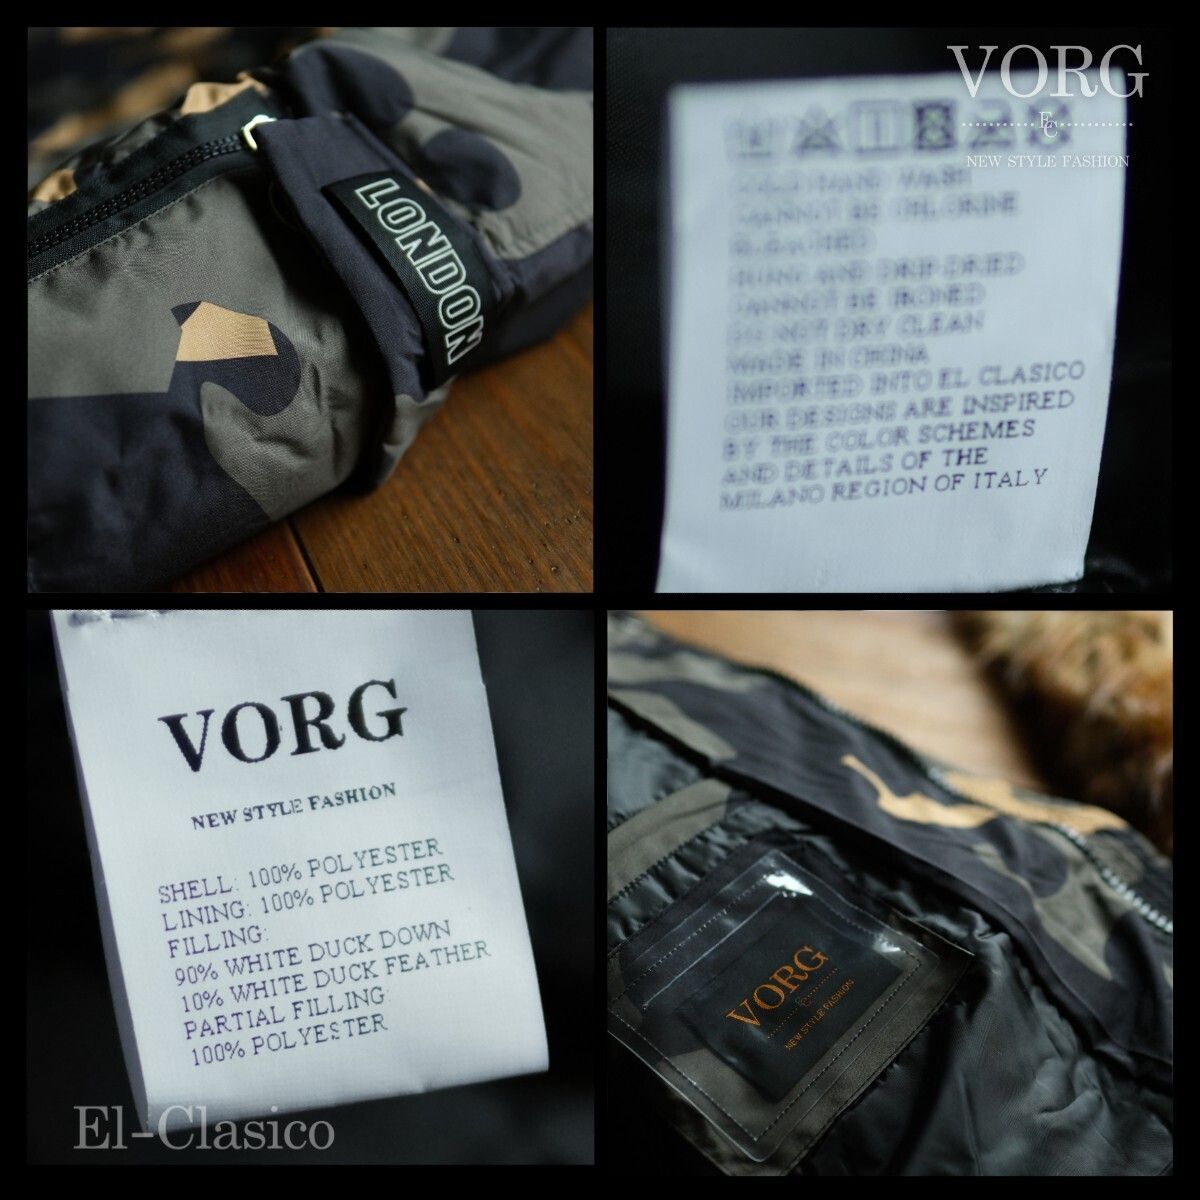 LONDON
VORG
EC
NEW STYLE FASHION
COLD HAND WASH
CANNOT BE CHLORINE
BLEACHED
HUNG AND DRIP-DRIED
CANNOT BE IRONED
DO NOT DRY CLEAN
MADE IN CHINA
IMPORTED INTO EL CLASICO
OUR DESIGNS ARE INSPIRED
BY THE COLOR SCHEMES
AND DETAILS OF THE
MILANO REGION OF ITALY
VORG
NEW STYLE FASHION
SHELL: 100% POLYESTER
LINING: 100% POLYESTER
FILLING:
90% WHITE DUCK DOWN
10% WHITE DUCK FEATHER
PARTIAL FILLING:
100% POLYESTER
El-Clasico
VORG
NEW STYLE FASHION